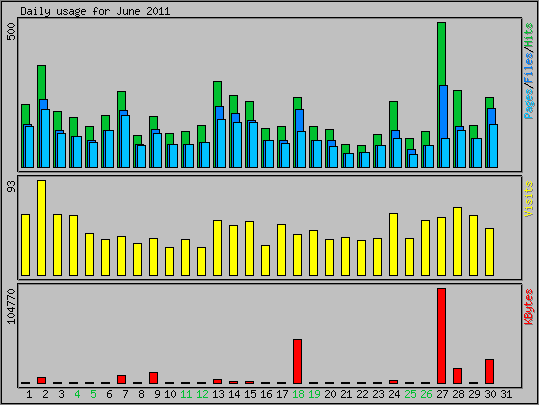 Daily usage for June 2011
500
Pages/Files/Hits
93
Visits
104770
KBytes
1 2 3 4 5 6 7 8 9 10 11 12 13 14 15 16 17 18 19 20 21 22 23 24 25 26 27 28 29 30 31